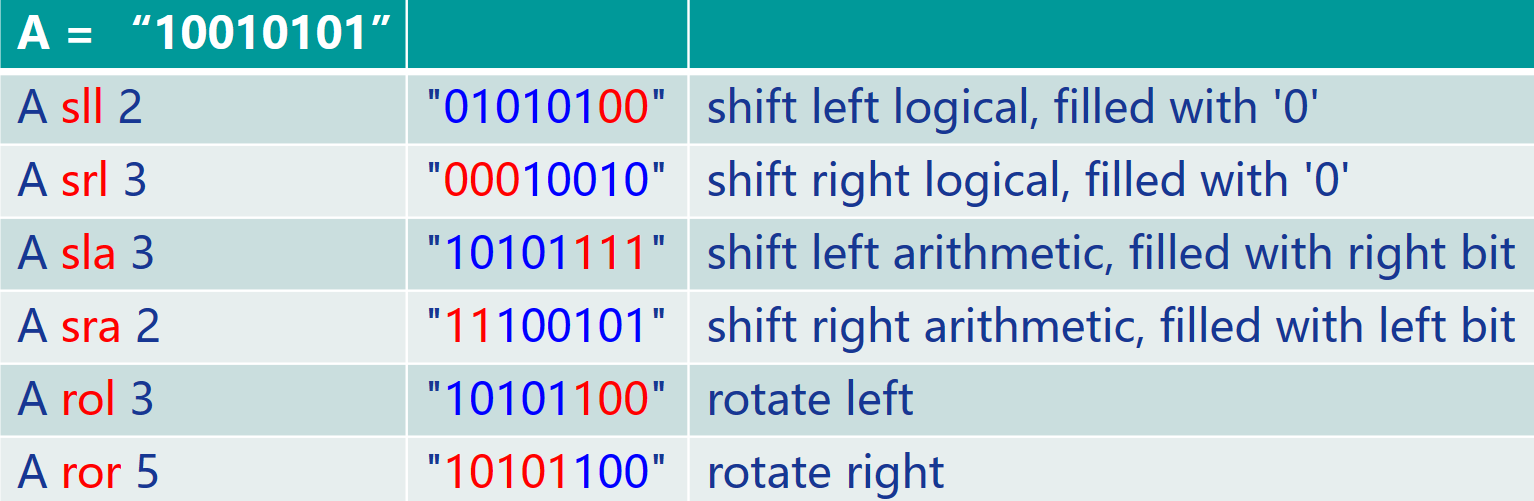 A = “10010101”
A sll 2 "01010100" shift left logical, filled with '0'
A srl 3 "00010010" shift right logical, filled with '0'
A sla 3 "10101111" shift left arithmetic, filled with right bit
A sra 2 "11100101" shift right arithmetic, filled with left bit
A rol 3 "10101100" rotate left
A ror 5 "10101100" rotate right